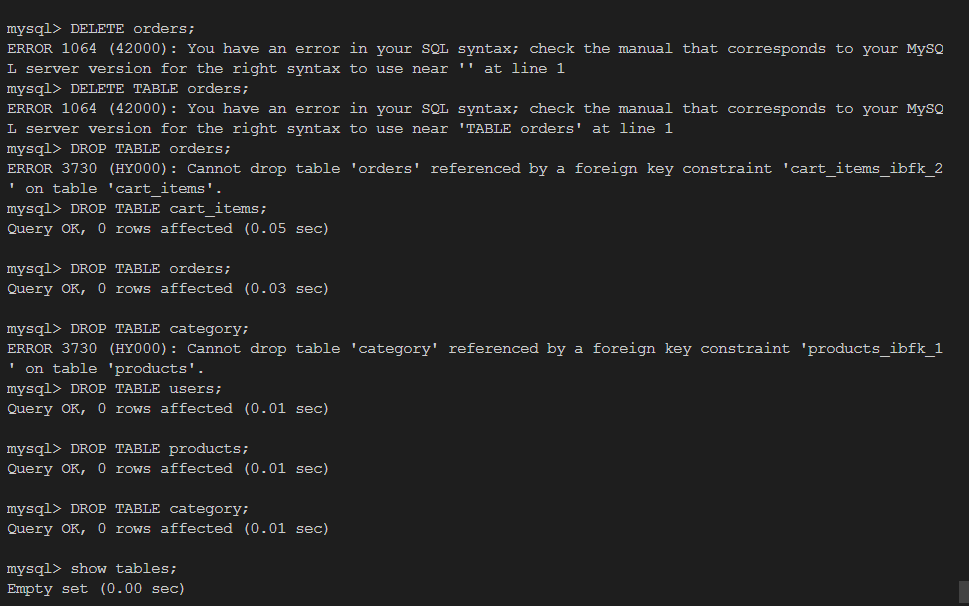 mysql> DELETE orders;
ERROR 1064 (42000): You have an error in your SQL syntax; check the manual that corresponds to your MySQ
L server version for the right syntax to use near '' at line 1
mysql> DELETE TABLE orders;
ERROR 1064 (42000): You have an error in your SQL syntax; check the manual that corresponds to your MySQ
L server version for the right syntax to use near 'TABLE orders' at line 1
mysql> DROP TABLE orders;
ERROR 3730 (HY000): Cannot drop table 'orders' referenced by a foreign key constraint 'cart_items_ibfk_2
' on table 'cart_items'.
mysql> DROP TABLE cart_items;
Query OK, 0 rows affected (0.05 sec)

mysql> DROP TABLE orders;
Query OK, 0 rows affected (0.03 sec)

mysql> DROP TABLE category;
ERROR 3730 (HY000): Cannot drop table 'category' referenced by a foreign key constraint 'products_ibfk_1
' on table 'products'.
mysql> DROP TABLE users;
Query OK, 0 rows affected (0.01 sec)

mysql> DROP TABLE products;
Query OK, 0 rows affected (0.01 sec)

mysql> DROP TABLE category;
Query OK, 0 rows affected (0.01 sec)

mysql> show tables;
Empty set (0.00 sec)